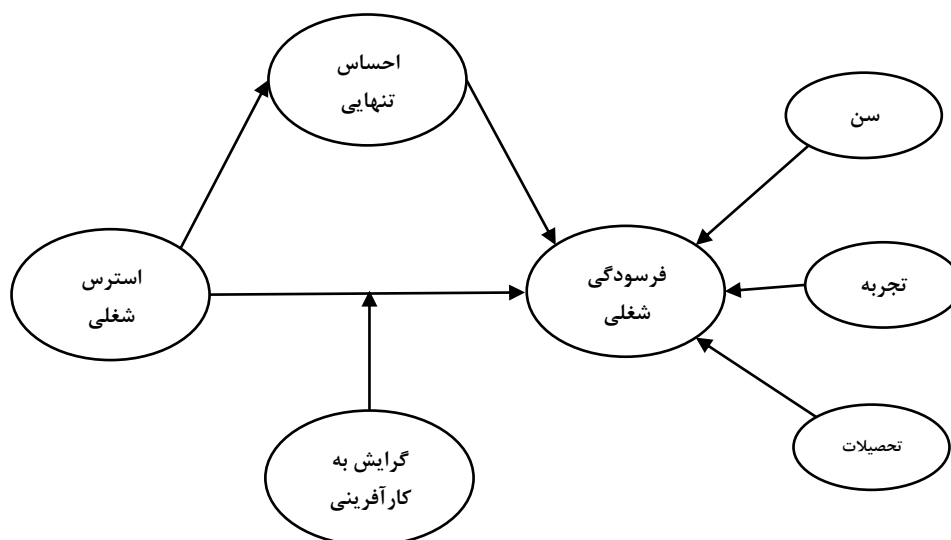 احساس
تنهایی
سن
استرس
شغلی
فرسودگی
شغلی
تجربه
گرایش به
کارآفرینی
تحصیلات